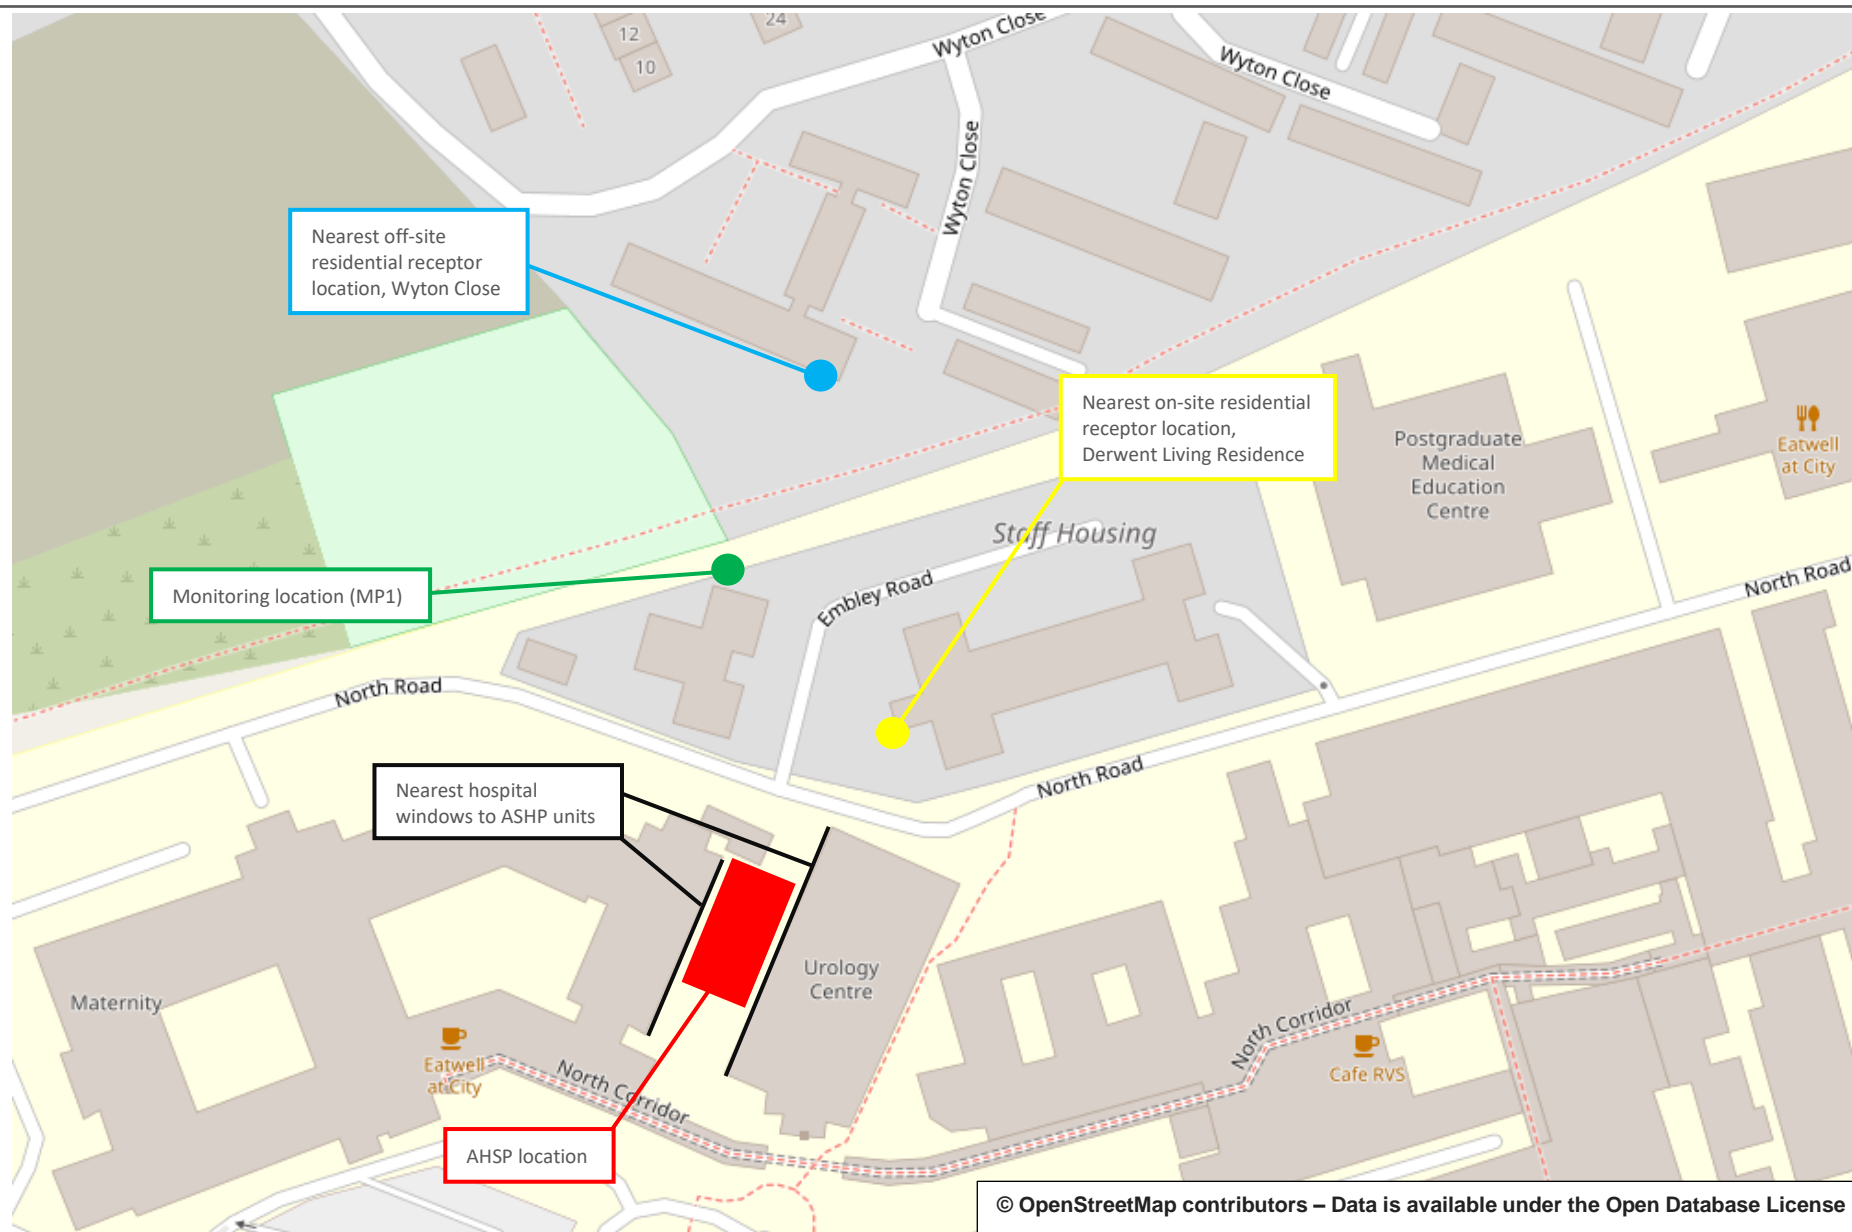 12
10
24
Wyton Close
Wyton Close
Wyton Close
Nearest off-site
residential receptor
location, Wyton Close
Nearest on-site residential
receptor location,
Derwent Living Residence
Postgraduate
Medical
Education
Centre
Eatwell
at City
Staff Housing
Monitoring location (MP1)
Embley Road
North Road
North Road
North Road
Nearest hospital
windows to ASHP units
Urology
Centre
Maternity
Eatwell
at City
North Corridor
North Corridor
Cafe RVS
AHSP location
© OpenStreetMap contributors – Data is available under the Open Database License